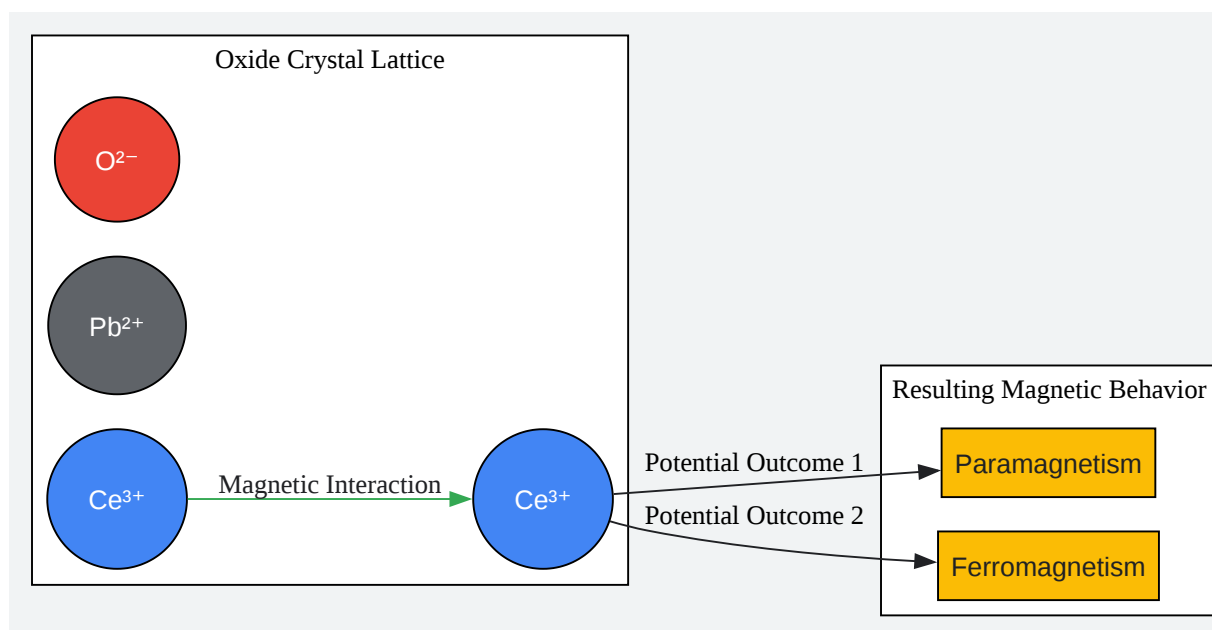 Oxide Crystal Lattice
O²⁻
Pb²⁺
Ce³⁺
Magnetic Interaction
Ce³⁺
Potential Outcome 1
Potential Outcome 2
Resulting Magnetic Behavior
Paramagnetism
Ferromagnetism